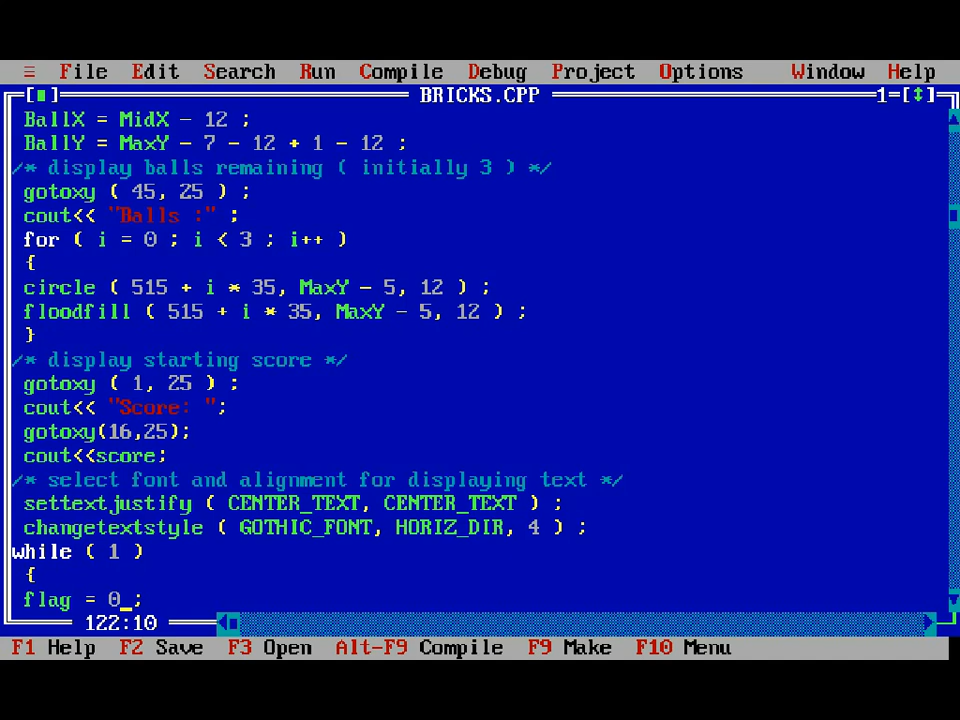 ≡ File Edit Search Run Compile Debug Project Options Window Help
[■] BRICKS.CPP 1=[↕]
BallX = MidX - 12 ;
BallY = MaxY - 7 - 12 + 1 - 12 ;
/* display balls remaining ( initially 3 ) */
gotoxy ( 45, 25 ) ;
cout<< "Balls :" ;
for ( i = 0 ; i < 3 ; i++ )
{
circle ( 515 + i * 35, MaxY - 5, 12 ) ;
floodfill ( 515 + i * 35, MaxY - 5, 12 ) ;
}
/* display starting score */
gotoxy ( 1, 25 ) ;
cout<< "Score: ";
gotoxy(16,25);
cout<<score;
/* select font and alignment for displaying text */
settextjustify ( CENTER_TEXT, CENTER_TEXT ) ;
changetextstyle ( GOTHIC_FONT, HORIZ_DIR, 4 ) ;
while ( 1 )
{
flag = 0 ;
122:10
F1 Help F2 Save F3 Open Alt-F9 Compile F9 Make F10 Menu